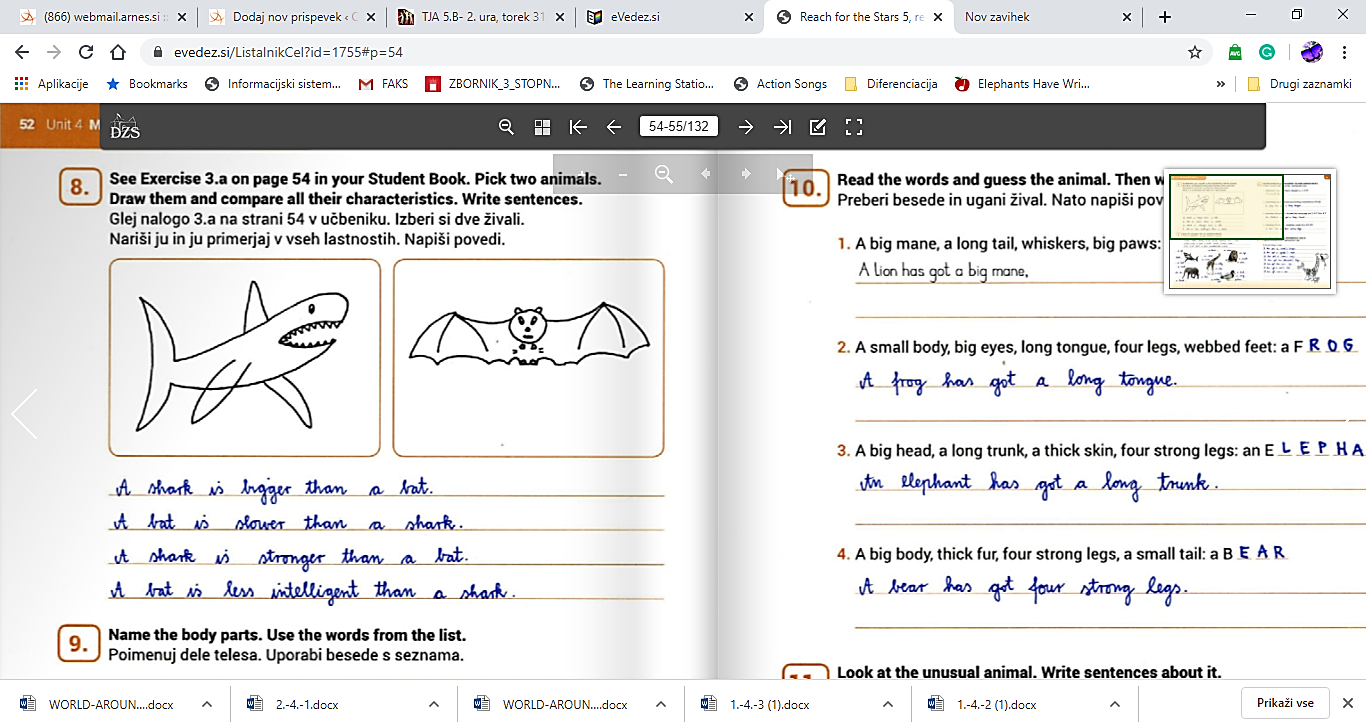 (866) webmail.arnes.si
Dodaj nov prispevek ‹
TJA 5.B- 2. ura, torek 31
eVedez.si
Reach for the Stars 5, r
Nov zavihek
evedez.si/ListalnikCel?id=1755#p=54
Aplikacije
Bookmarks
Informacijski sistem...
FAKS
ZBORNIK_3_STOPN...
The Learning Statio...
Action Songs
Diferenciacija
Elephants Have Wri...
»
Drugi zaznamki
52 Unit 4 M
DZS
54-55/132
8. See Exercise 3.a on page 54 in your Student Book. Pick two animals.
Draw them and compare all their characteristics. Write sentences.
Glej nalogo 3.a na strani 54 v učbeniku. Izberi si dve živali.
Nariši ju in ju primerjaj v vseh lastnostih. Napiši povedi.
A shark is bigger than a bat.
A bat is slower than a shark.
A shark is stronger than a bat.
A bat is less intelligent than a shark.
9. Name the body parts. Use the words from the list.
Poimenuj dele telesa. Uporabi besede s seznama.
10. Read the words and guess the animal. Then w
Preberi besede in ugani žival. Nato napiši pov
1. A big mane, a long tail, whiskers, big paws:
A lion has got a big mane,
2. A small body, big eyes, long tongue, four legs, webbed feet: a F R O G
A frog has got a long tongue.
3. A big head, a long trunk, a thick skin, four strong legs: an E L E P H A
An elephant has got a long trunk.
4. A big body, thick fur, four strong legs, a small tail: a B E A R
A bear has got four strong legs.
11. Look at the unusual animal. Write sentences about it.
WORLD-AROUN....docx
2.-4.-1.docx
WORLD-AROUN....docx
1.-4.-3 (1).docx
1.-4.-2 (1).docx
Prikaži vse